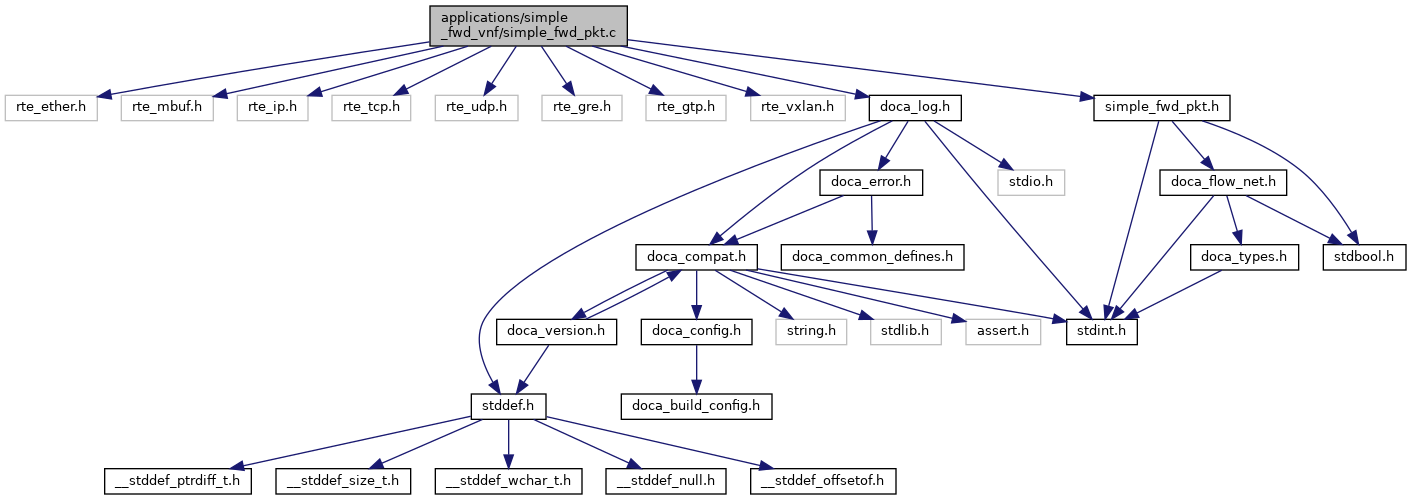 applications/simple
_fwd_vnf/simple_fwd_pkt.c
rte_ether.h
rte_mbuf.h
rte_ip.h
rte_tcp.h
rte_udp.h
rte_gre.h
rte_gtp.h
rte_vxlan.h
doca_log.h
simple_fwd_pkt.h
doca_error.h
stdio.h
doca_flow_net.h
doca_compat.h
doca_common_defines.h
doca_types.h
stdbool.h
doca_version.h
doca_config.h
string.h
stdlib.h
assert.h
stdint.h
stddef.h
doca_build_config.h
__stddef_ptrdiff_t.h
__stddef_size_t.h
__stddef_wchar_t.h
__stddef_null.h
__stddef_offsetof.h